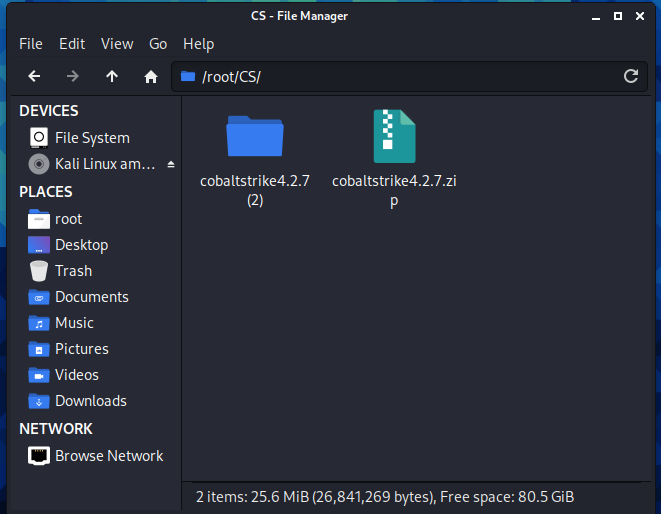 CS - File Manager
File Edit View Go Help
/root/CS/
DEVICES
File System
Kali Linux am...
PLACES
root
Desktop
Trash
Documents
Music
Pictures
Videos
Downloads
NETWORK
Browse Network
cobaltstrike4.2.7
(2)
cobaltstrike4.2.7.zi
p
2 items: 25.6 MiB (26,841,269 bytes), Free space: 80.5 GiB